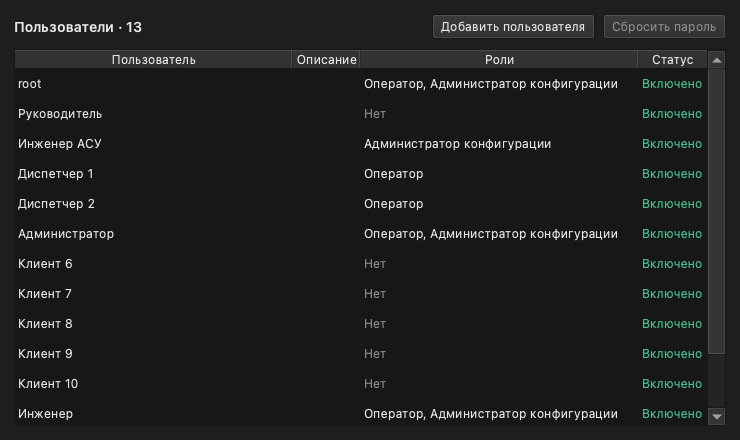 Пользователи · 13 Добавить пользователя Сбросить пароль
Пользователь Описание Роли Статус
root Оператор, Администратор конфигурации Включено
Руководитель Нет Включено
Инженер АСУ Администратор конфигурации Включено
Диспетчер 1 Оператор Включено
Диспетчер 2 Оператор Включено
Администратор Оператор, Администратор конфигурации Включено
Клиент 6 Нет Включено
Клиент 7 Нет Включено
Клиент 8 Нет Включено
Клиент 9 Нет Включено
Клиент 10 Нет Включено
Инженер Оператор, Администратор конфигурации Включено